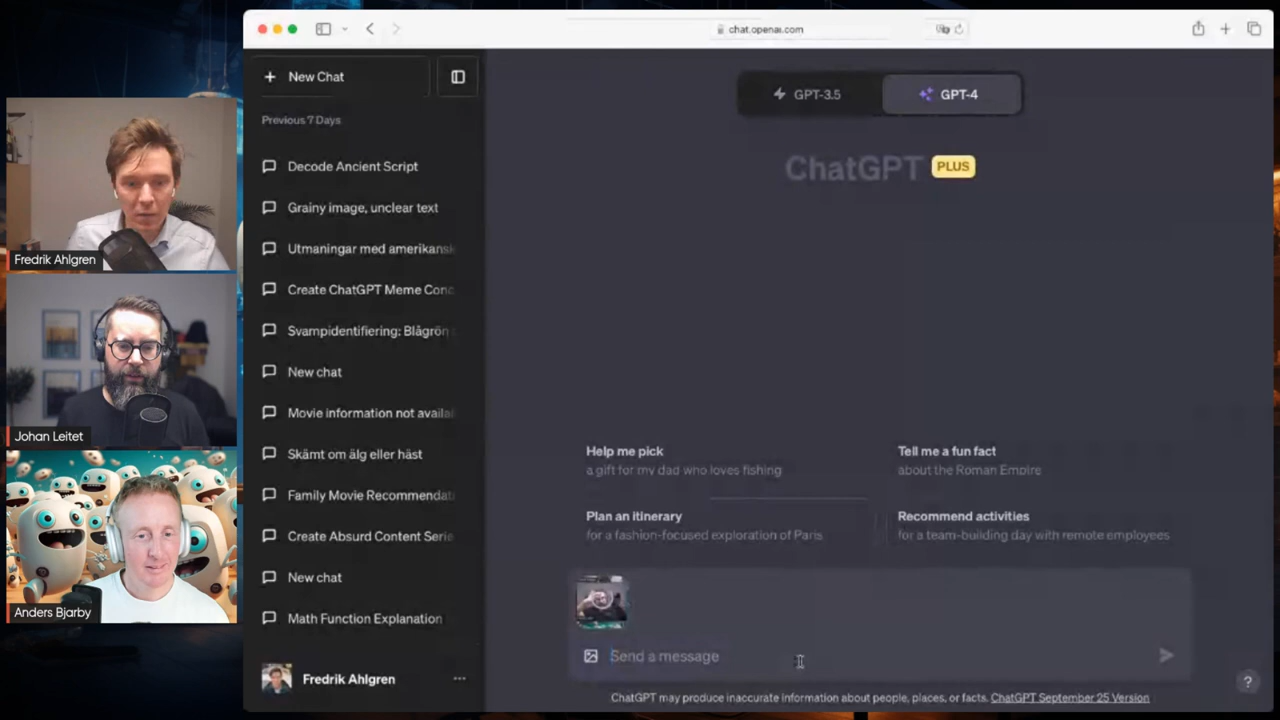 chat.openai.com
New Chat
GPT-3.5
GPT-4
Previous 7 Days
ChatGPT PLUS
Decode Ancient Script
Grainy image, unclear text
Utmaningar med amerikansk
Create ChatGPT Meme Conc
Svampidentifiering: Blågrön
New chat
Movie information not availa
Skämt om älg eller häst
Family Movie Recommendat
Create Absurd Content Serie
New chat
Math Function Explanation
Fredrik Ahlgren
Help me pick
a gift for my dad who loves fishing
Tell me a fun fact
about the Roman Empire
Plan an itinerary
for a fashion-focused exploration of Paris
Recommend activities
for a team-building day with remote employees
Send a message
ChatGPT may produce inaccurate information about people, places, or facts. ChatGPT September 25 Version
?
Fredrik Ahlgren
Johan Leitet
Anders Bjarby